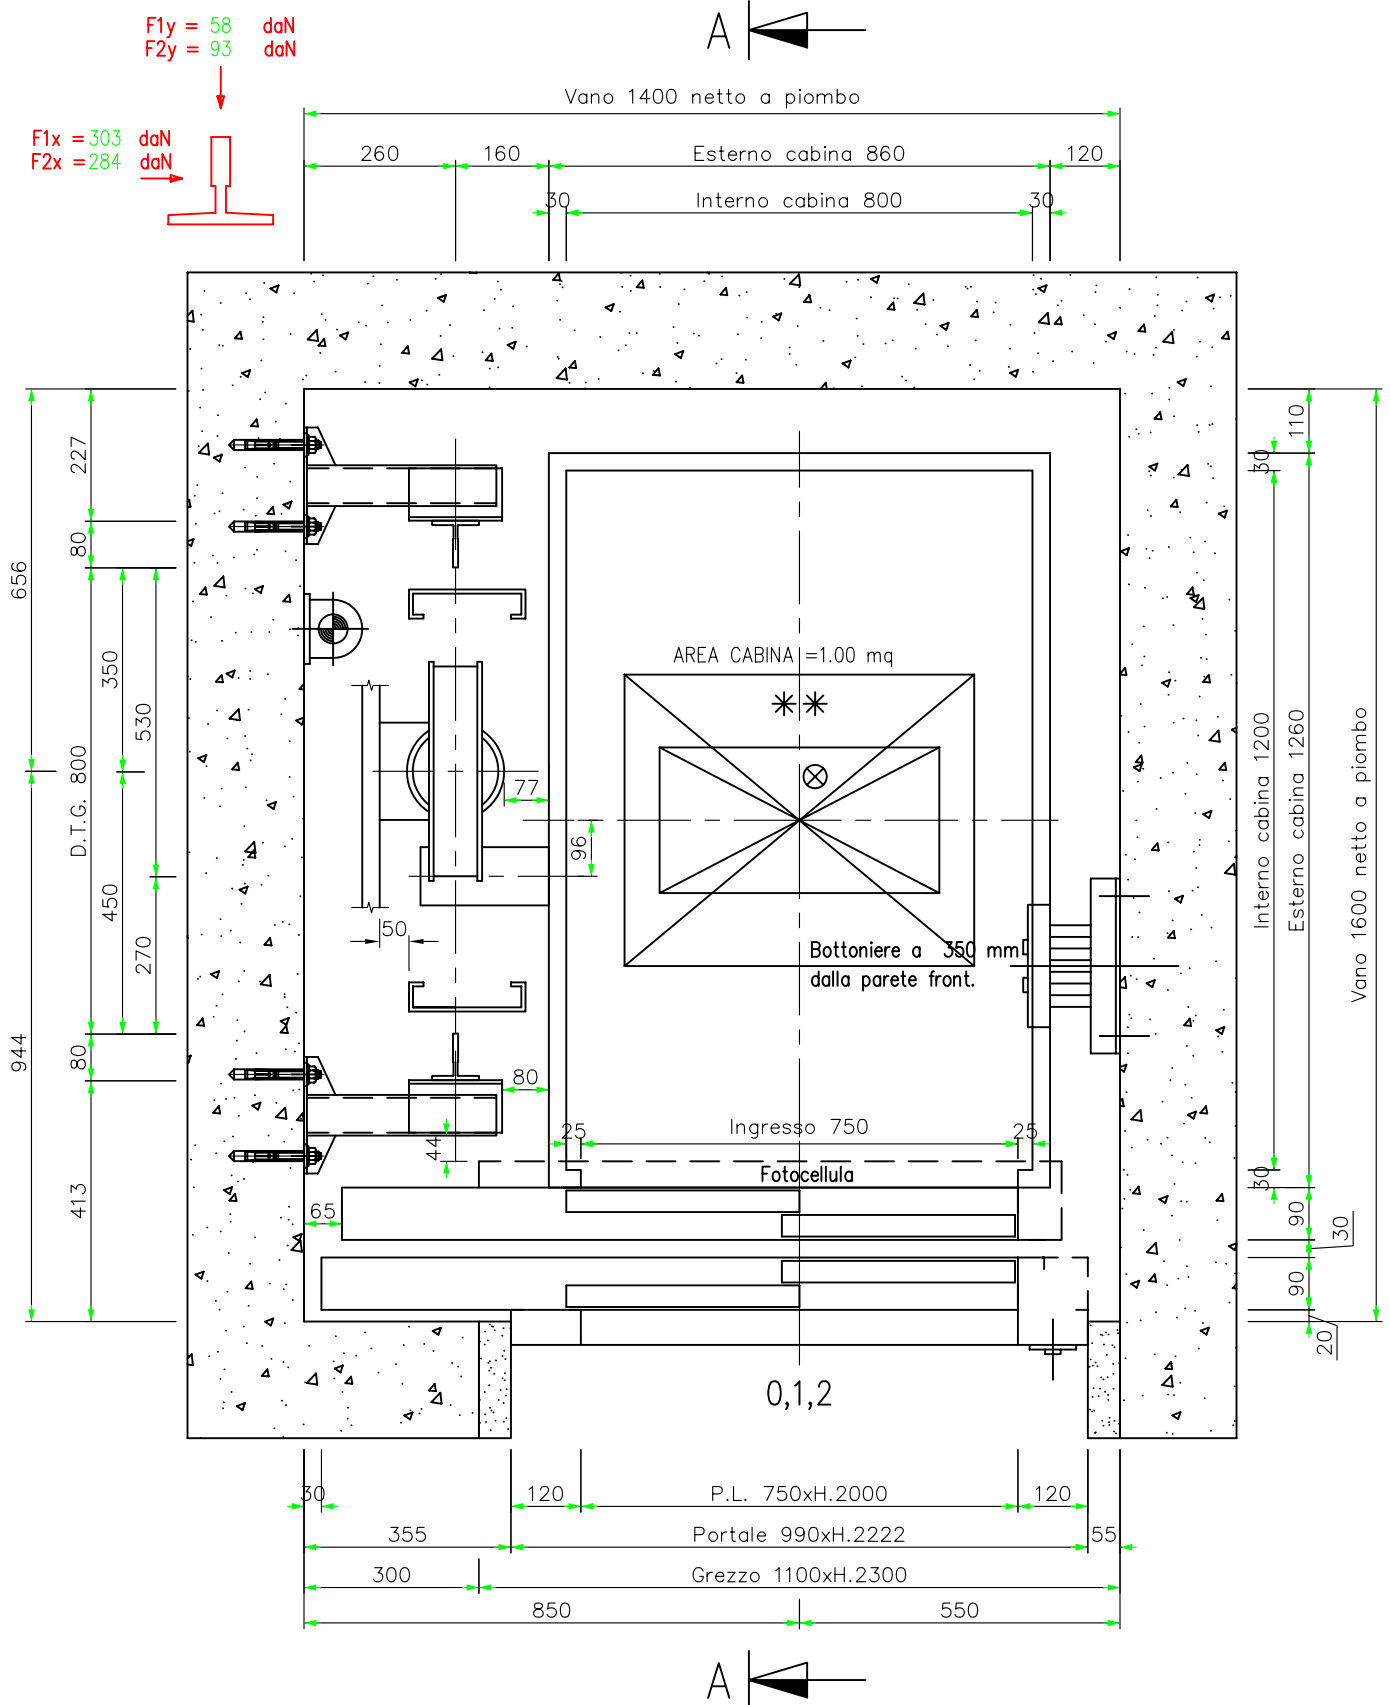 F1y = 58 daN
F2y = 93 daN
A
Vano 1400 netto a piombo
F1x = 303 daN
F2x = 284 daN
260
160
Esterno cabina 860
120
30
Interno cabina 800
30
227
80
656
350
530
D.T.G. 800
450
270
944
80
413
110
30
Interno cabina 1200
Esterno cabina 1260
Vano 1600 netto a piombo
AREA CABINA =1.00 mq
77
96
50
Bottoniere a 350 mm
dalla parete front.
80
44
25
Ingresso 750
25
Fotocellula
65
30
90
30
90
20
0,1,2
30
120
P.L. 750xH.2000
120
355
Portale 990xH.2222
55
300
Grezzo 1100xH.2300
850
550
A